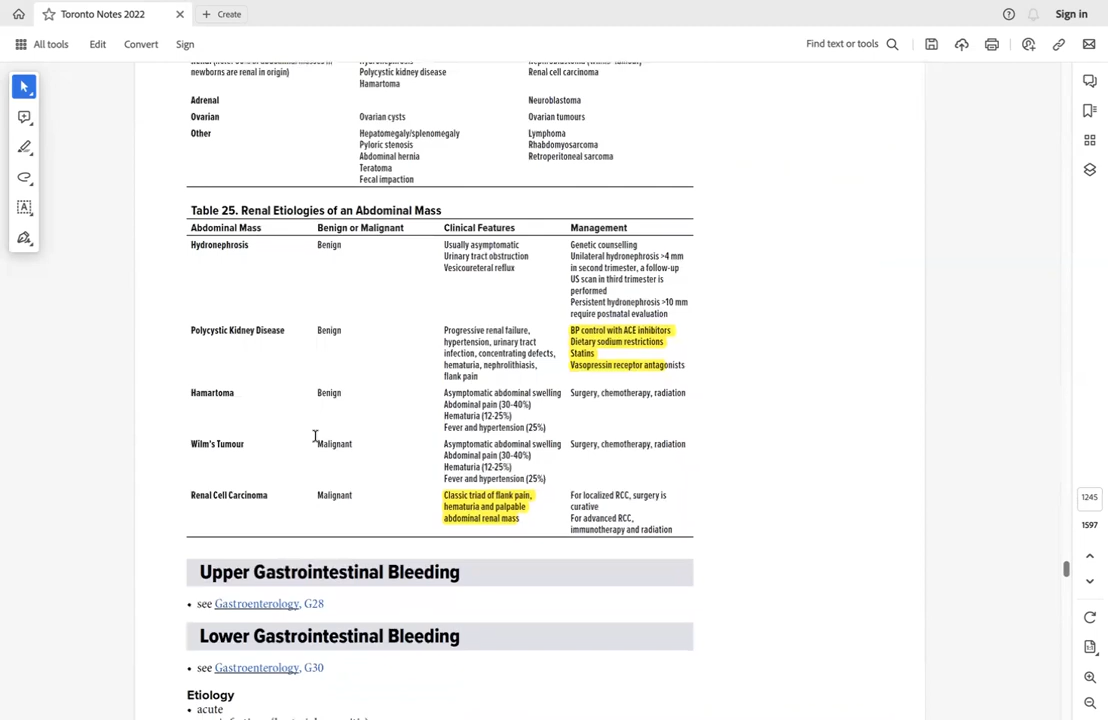 Toronto Notes 2022
Create
Sign in
All tools
Edit
Convert
Sign
Find text or tools
newborns are renal in origin)
Polycystic kidney disease
Renal cell carcinoma
Hamartoma
Adrenal
Neuroblastoma
Ovarian
Ovarian cysts
Ovarian tumours
Other
Hepatomegaly/splenomegaly
Lymphoma
Pyloric stenosis
Rhabdomyosarcoma
Abdominal hernia
Retroperitoneal sarcoma
Teratoma
Fecal impaction
Table 25. Renal Etiologies of an Abdominal Mass
Abdominal Mass
Benign or Malignant
Clinical Features
Management
Hydronephrosis
Benign
Usually asymptomatic
Urinary tract obstruction
Vesicoureteral reflux
Genetic counselling
Unilateral hydronephrosis >4 mm
in second trimester, a follow-up
US scan in third trimester is
performed
Persistent hydronephrosis >10 mm
require postnatal evaluation
Polycystic Kidney Disease
Benign
Progressive renal failure,
hypertension, urinary tract
infection, concentrating defects,
hematuria, nephrolithiasis,
flank pain
BP control with ACE inhibitors
Dietary sodium restrictions
Statins
Vasopressin receptor antagonists
Hamartoma
Benign
Asymptomatic abdominal swelling
Abdominal pain (30-40%)
Hematuria (12-25%)
Fever and hypertension (25%)
Surgery, chemotherapy, radiation
Wilm's Tumour
Malignant
Asymptomatic abdominal swelling
Abdominal pain (30-40%)
Hematuria (12-25%)
Fever and hypertension (25%)
Surgery, chemotherapy, radiation
Renal Cell Carcinoma
Malignant
Classic triad of flank pain,
hematuria and palpable
abdominal renal mass
For localized RCC, surgery is
curative
For advanced RCC,
immunotherapy and radiation
Upper Gastrointestinal Bleeding
• see Gastroenterology, G28
Lower Gastrointestinal Bleeding
• see Gastroenterology, G30
Etiology
• acute
1245
1597